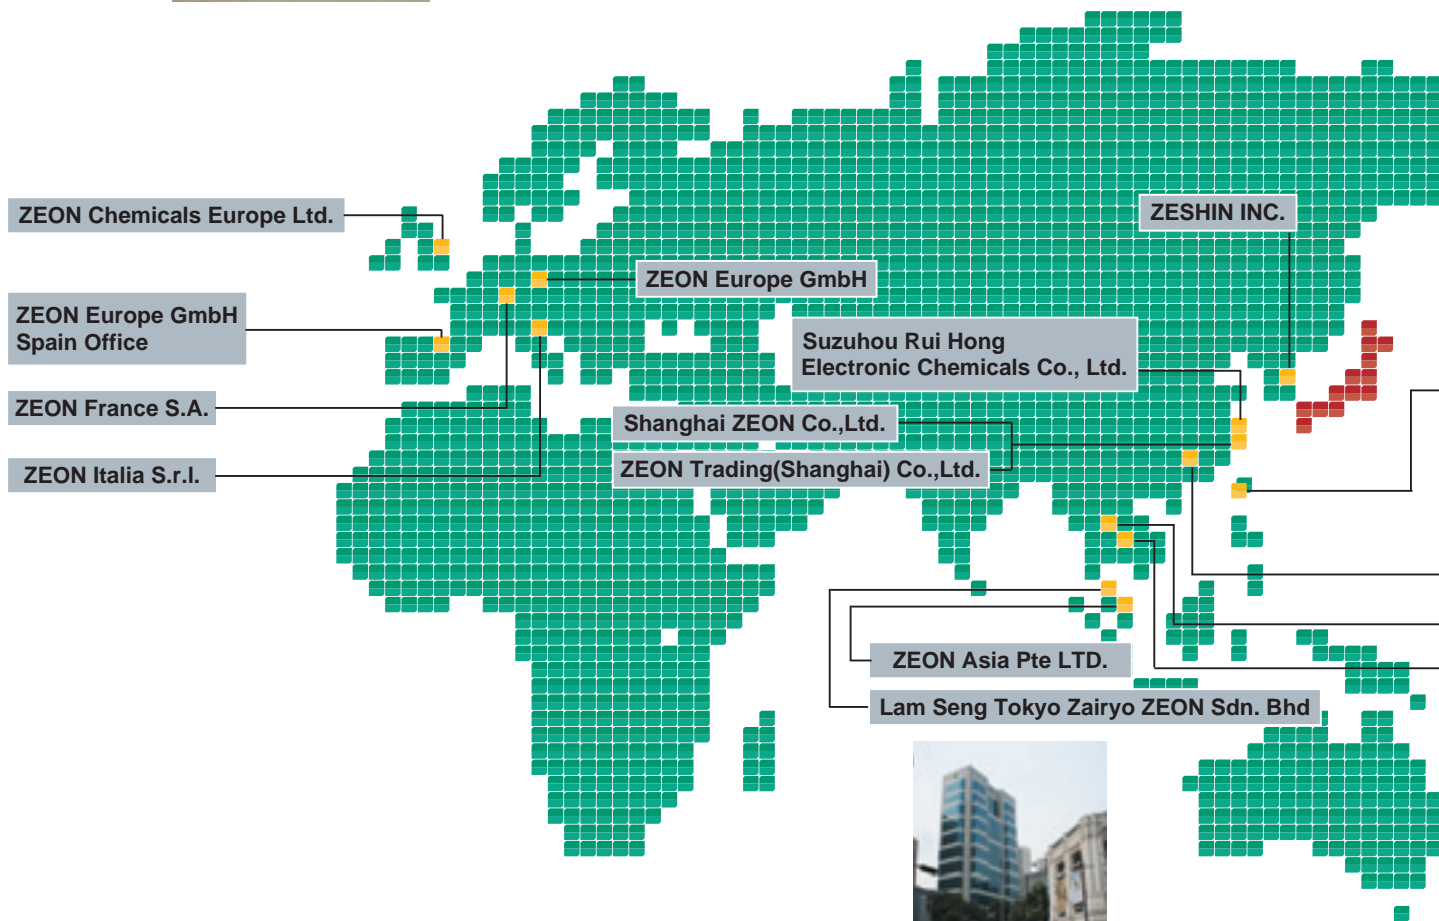 ZEON Chemicals Europe Ltd.
ZESHIN INC.
ZEON Europe GmbH
ZEON Europe GmbH
Spain Office
Suzuhou Rui Hong
Electronic Chemicals Co., Ltd.
ZEON France S.A.
Shanghai ZEON Co.,Ltd.
ZEON Trading(Shanghai) Co.,Ltd.
ZEON Italia S.r.l.
ZEON Asia Pte LTD.
Lam Seng Tokyo Zairyo ZEON Sdn. Bhd